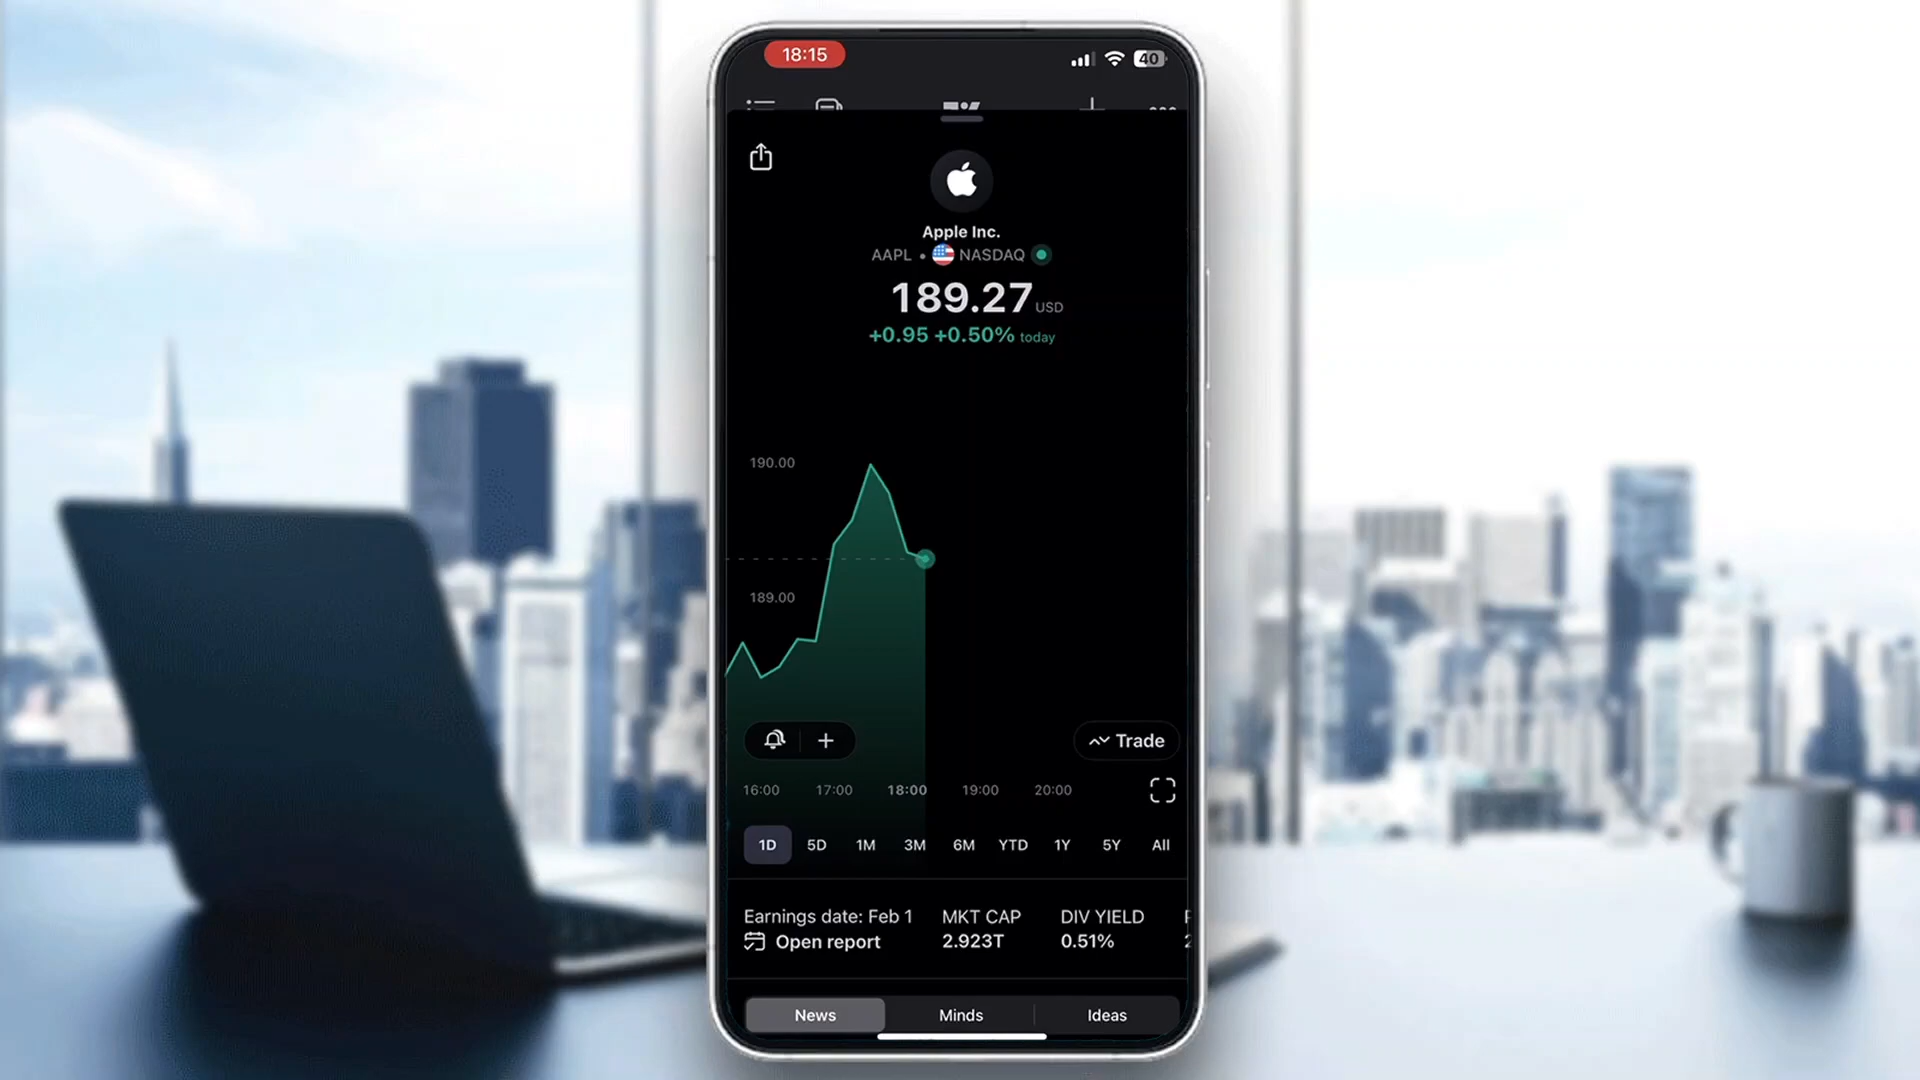 18:15
40
Apple Inc.
AAPL • NASDAQ
189.27 USD
+0.95 +0.50% today
190.00
189.00
Trade
16:00 17:00 18:00 19:00 20:00
1D 5D 1M 3M 6M YTD 1Y 5Y All
Earnings date: Feb 1 MKT CAP DIV YIELD
Open report 2.923T 0.51%
News Minds Ideas